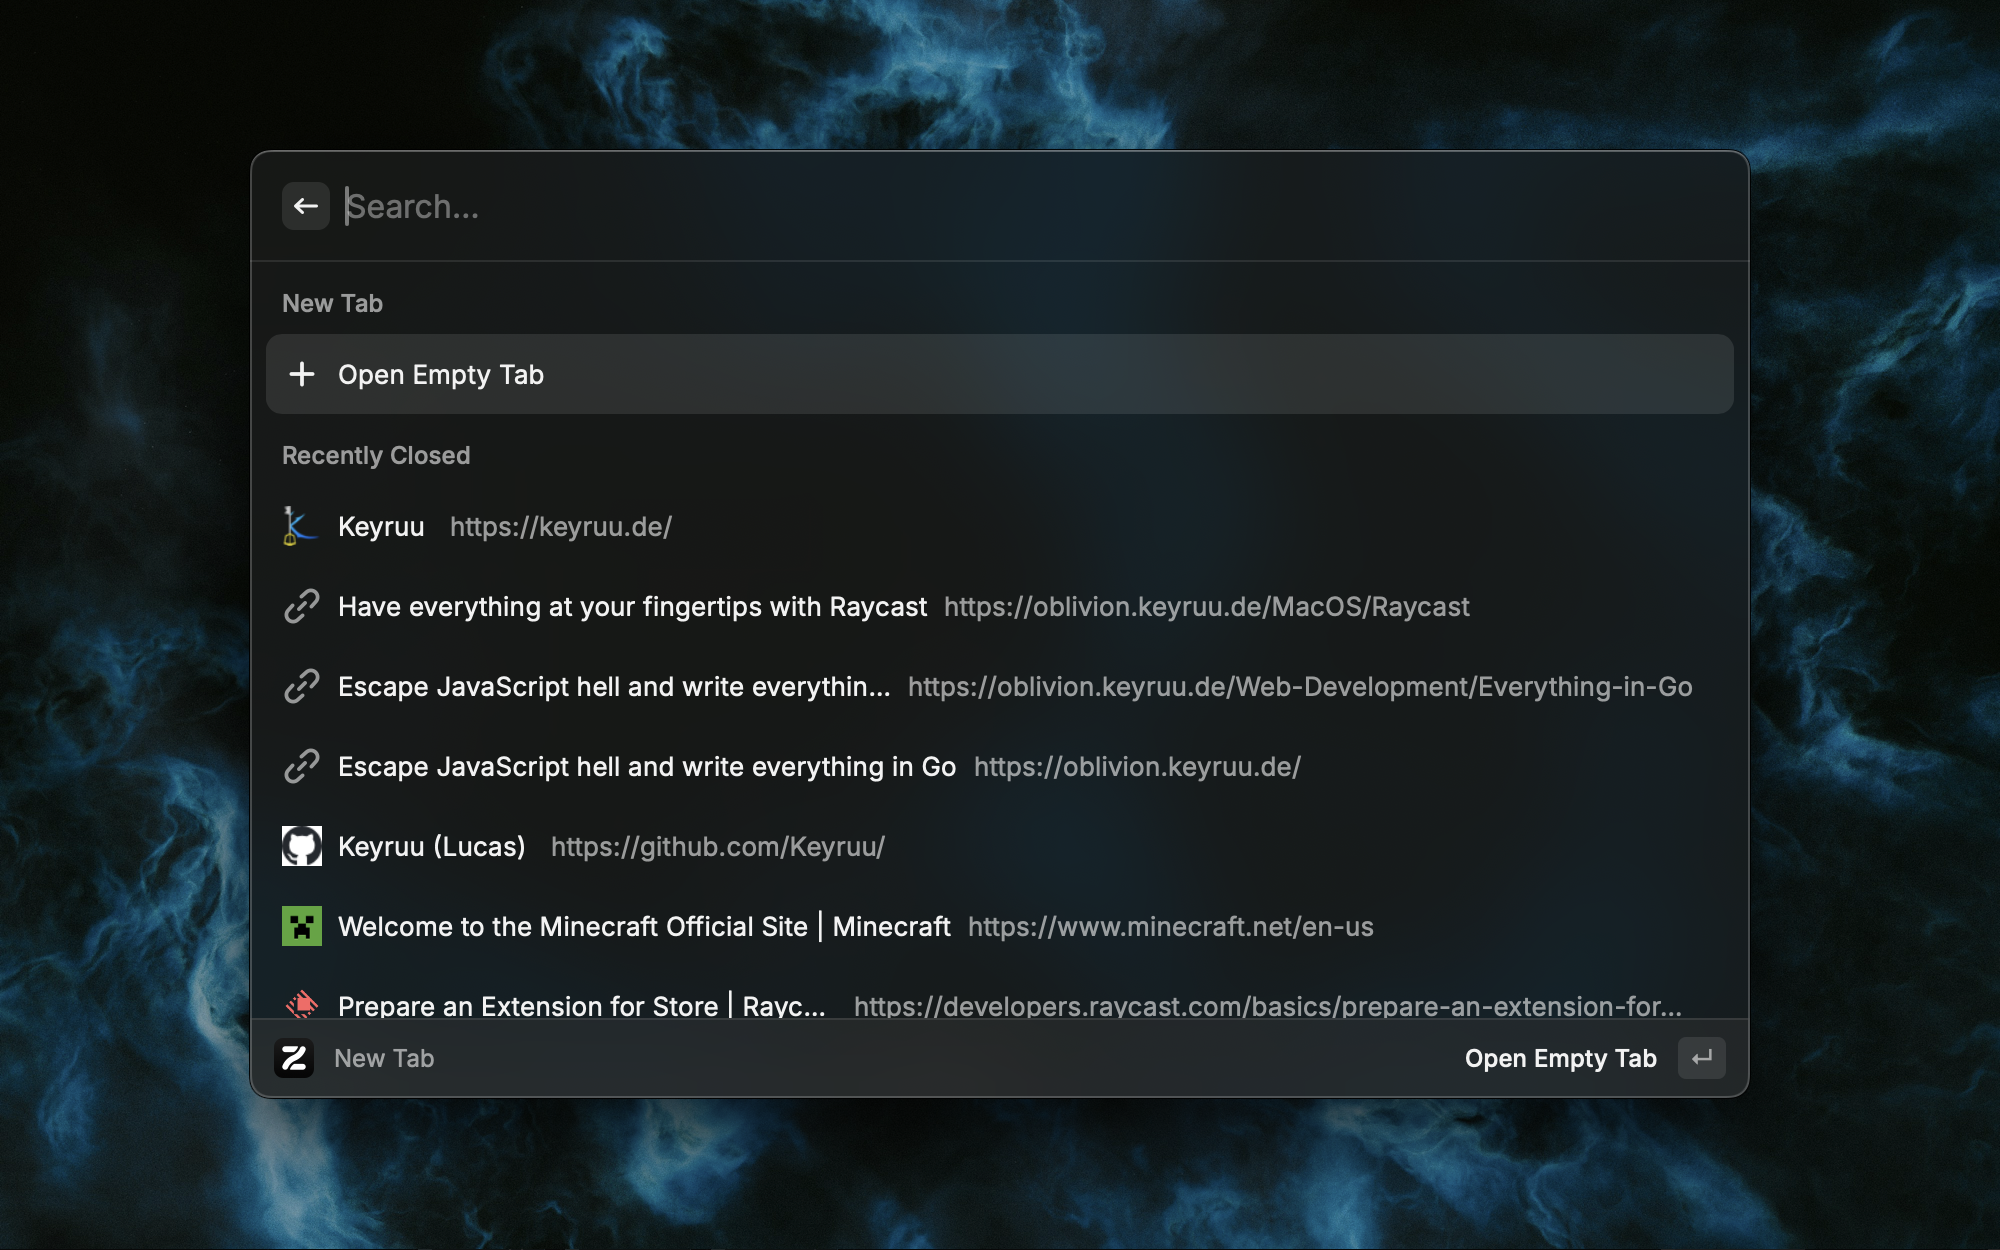 Search...
New Tab
Open Empty Tab
Recently Closed
Keyruu https://keyruu.de/
Have everything at your fingertips with Raycast https://oblivion.keyruu.de/MacOS/Raycast
Escape JavaScript hell and write everythin... https://oblivion.keyruu.de/Web-Development/Everything-in-Go
Escape JavaScript hell and write everything in Go https://oblivion.keyruu.de/
Keyruu (Lucas) https://github.com/Keyruu/
Welcome to the Minecraft Official Site | Minecraft https://www.minecraft.net/en-us
Prepare an Extension for Store | Rayc... https://developers.raycast.com/basics/prepare-an-extension-for...
New Tab Open Empty Tab